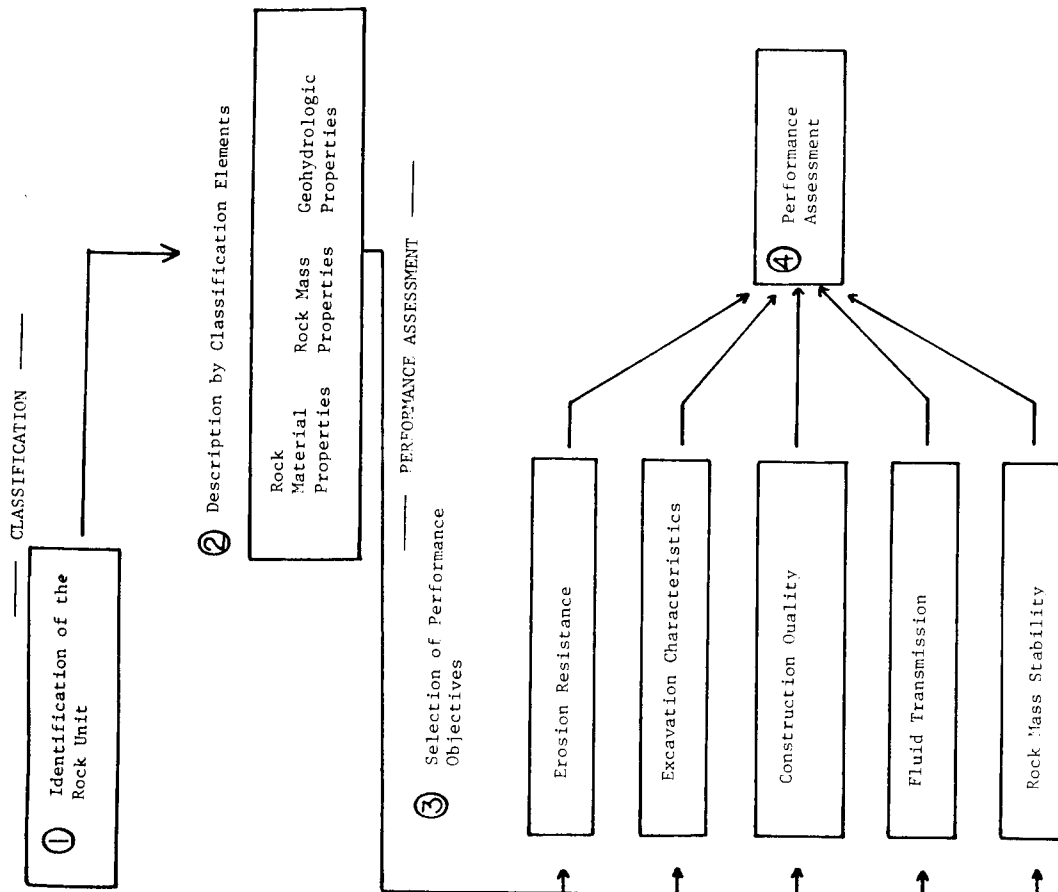 CLASSIFICATION
① Identification of the
Rock Unit
② Description by Classification Elements
Rock
Material
Properties
Rock Mass
Properties
Geohydrologic
Properties
PERFORMANCE ASSESSMENT
③ Selection of Performance
Objectives
Erosion Resistance
Excavation Characteristics
Construction Quality
Fluid Transmission
Rock Mass Stability
④ Performance
Assessment